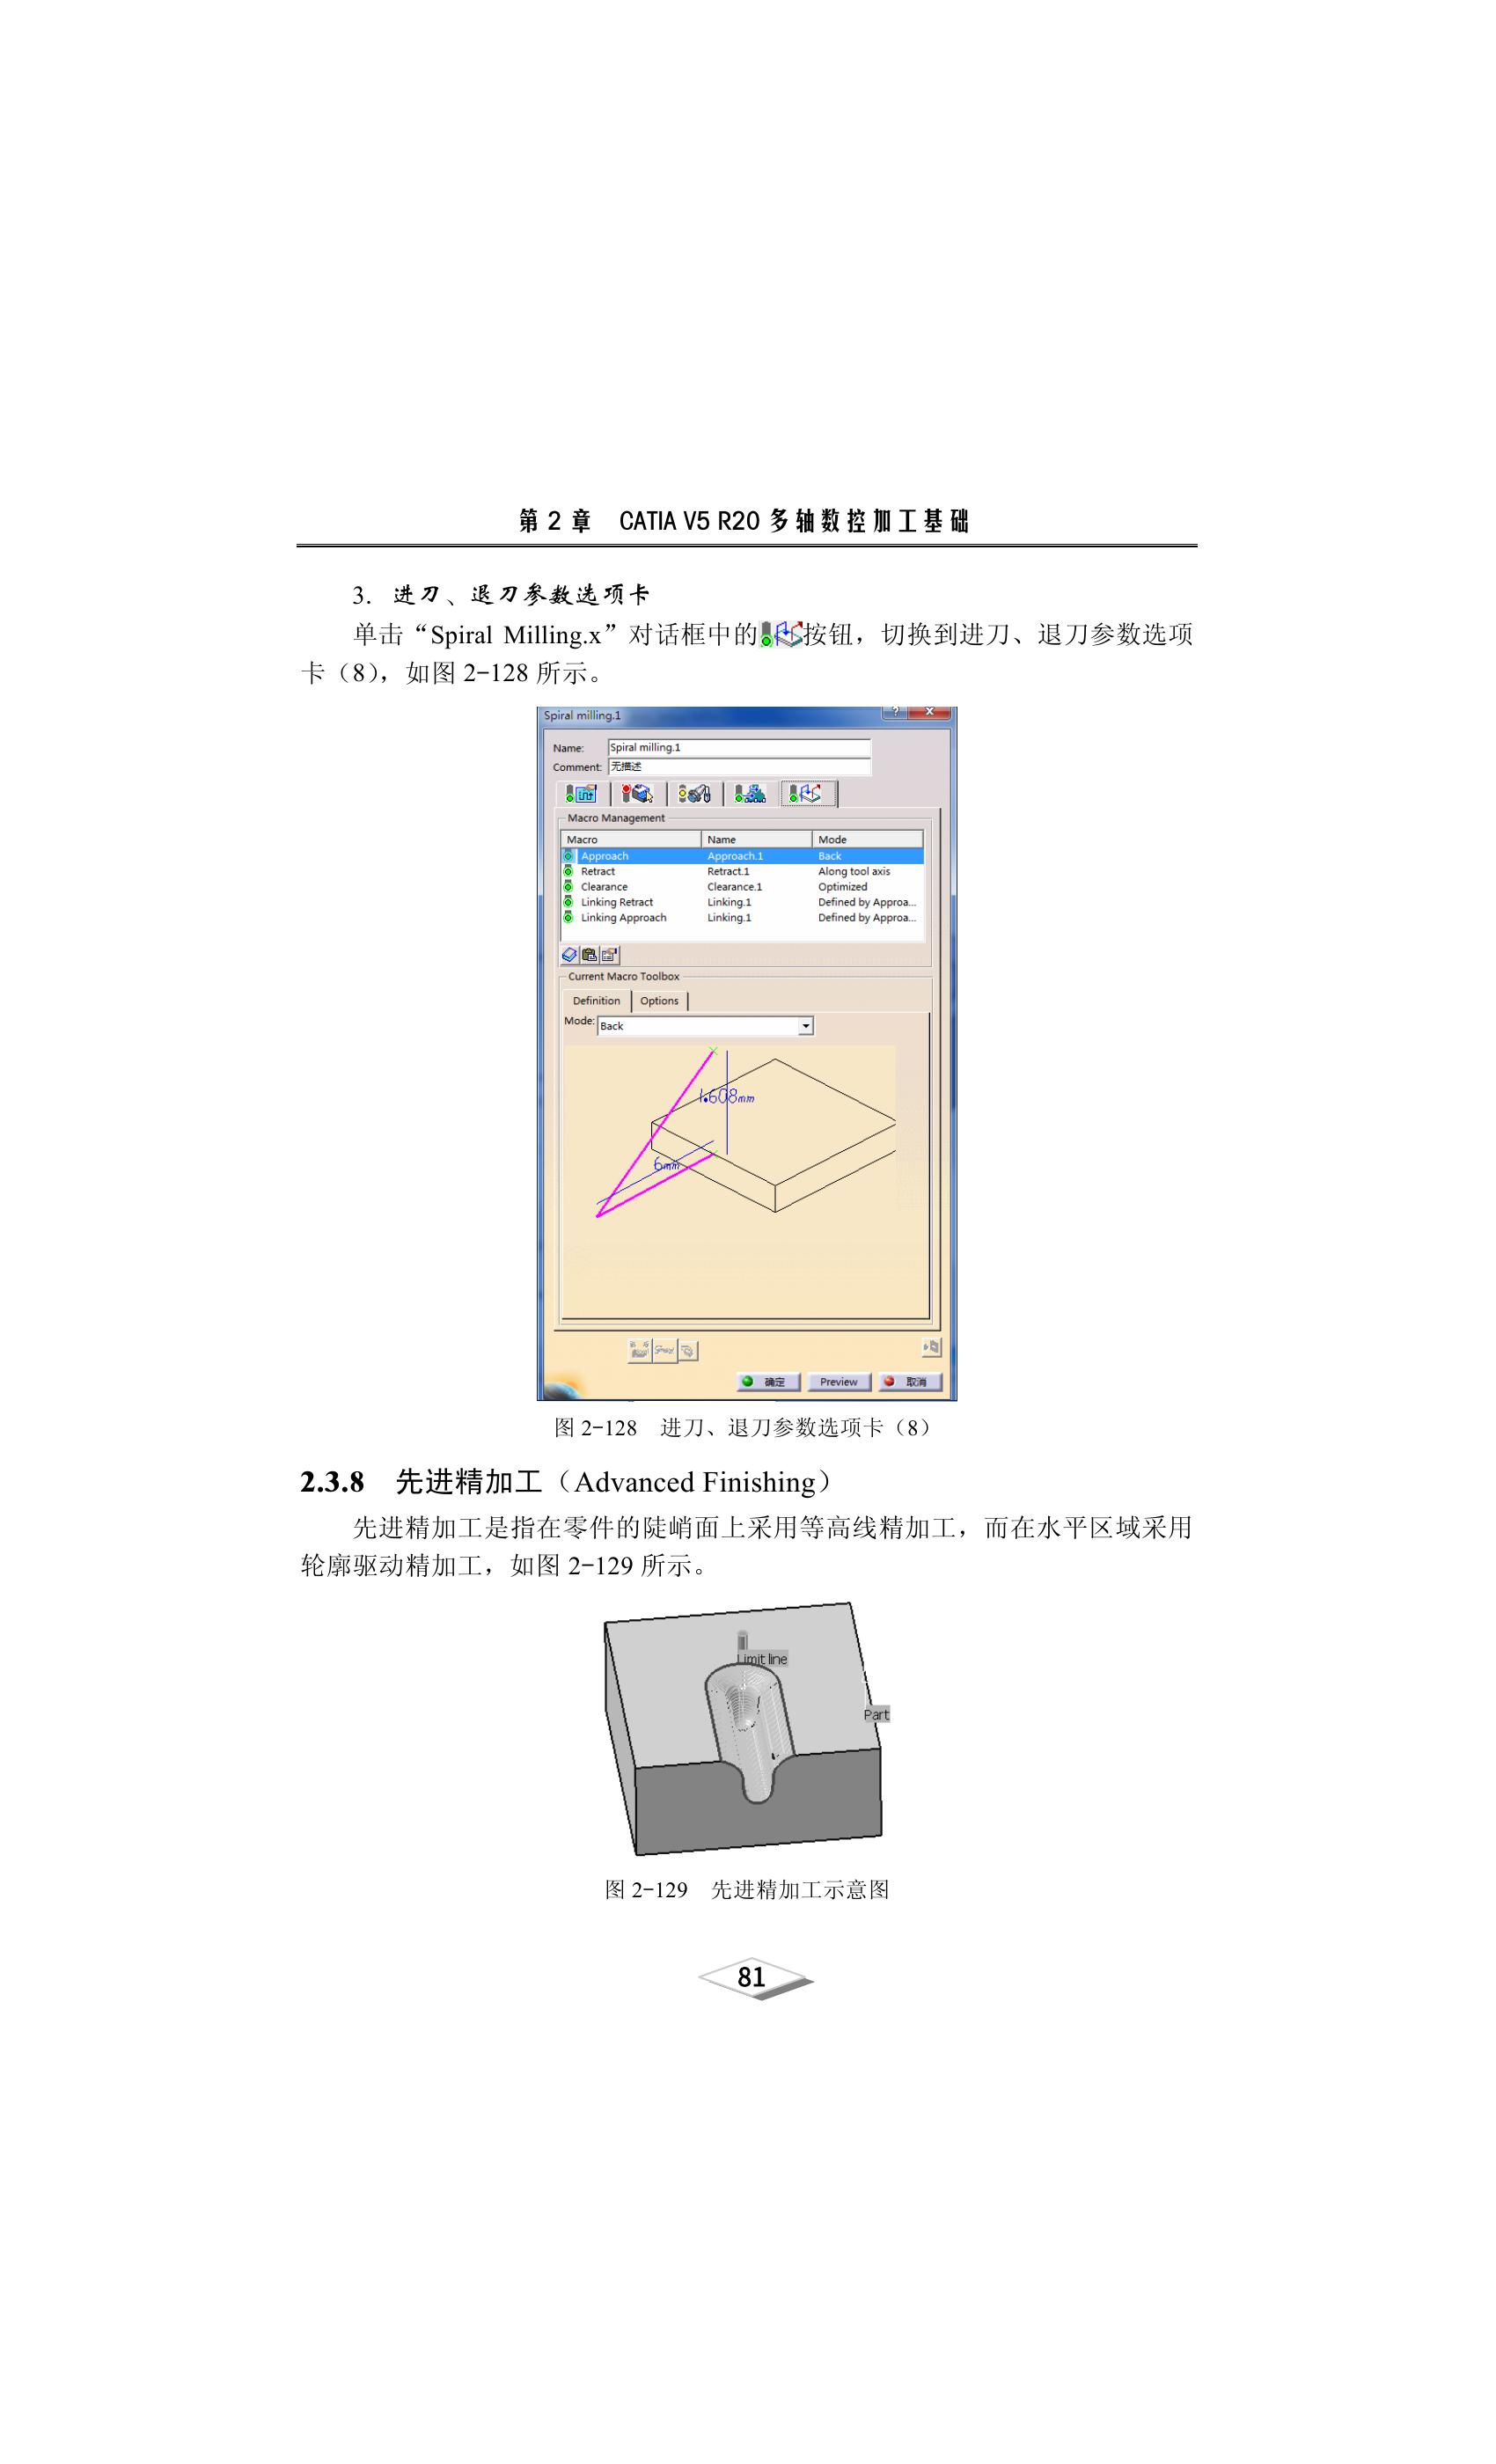 第 2 章　CATIA V5 R20 多轴数控加工基础
3．进刀、退刀参数选项卡
单击“Spiral Milling.x”对话框中的按钮，切换到进刀、退刀参数选项
卡（8），如图 2-128 所示。
Spiral milling.1
Name: Spiral milling.1
Comment: 无描述
Macro Management
Macro Name Mode
Approach Approach.1 Back
Retract Retract.1 Along tool axis
Clearance Clearance.1 Optimized
Linking Retract Linking.1 Defined by Approa...
Linking Approach Linking.1 Defined by Approa...
Current Macro Toolbox
Definition Options
Mode: Back
1.608mm
6mm
确定 Preview 取消
图 2-128　进刀、退刀参数选项卡（8）
2.3.8　先进精加工（Advanced Finishing）
先进精加工是指在零件的陡峭面上采用等高线精加工，而在水平区域采用
轮廓驱动精加工，如图 2-129 所示。
Limit line
Part
图 2-129　先进精加工示意图
81